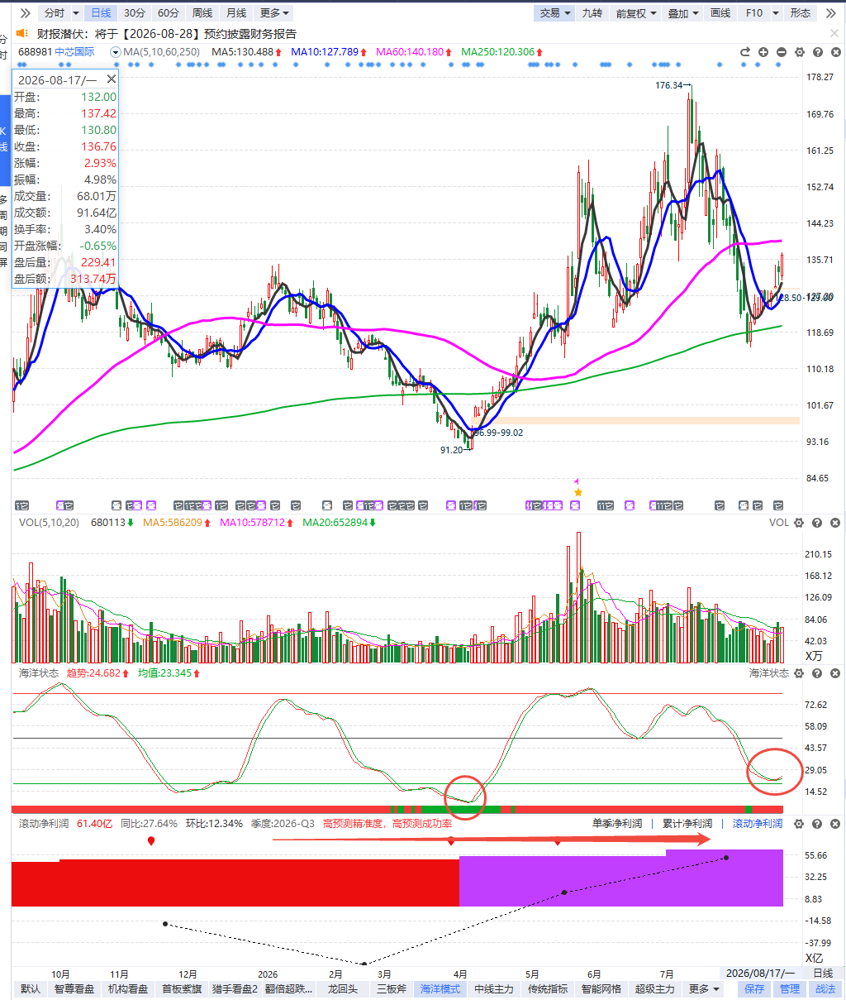 分时 日线 30分 60分 周线 月线 更多 交易 九转 前复权 叠加 画线 F10 形态
财报潜伏：将于【2026-08-28】预约披露财务报告
688981 中芯国际 MA(5,10,60,250) MA5:130.488 MA10:127.789 MA60:140.180 MA250:120.306
2026-08-17/一
开盘: 132.00
最高: 137.42
最低: 130.80
收盘: 136.76
涨幅: 2.93%
振幅: 4.98%
成交量: 68.01万
成交额: 91.64亿
换手率: 3.40%
开盘涨幅: -0.65%
盘后量: 229.41
盘后额: 313.74万
分
时
K
线
多
周
期
同
屏
176.34
178.27
169.76
161.25
152.74
144.23
135.71
127.20
118.69
110.18
101.67
93.16
84.65
96.99-99.02
91.20
VOL(5,10,20) 680113 MA5:586209 MA10:578712 MA20:652894 VOL
210.15
168.12
126.09
84.06
42.03
X万
海洋状态 趋势:24.682 均值:23.345 海洋状态
72.62
58.09
43.57
29.05
14.52
滚动净利润 61.40亿 同比:27.64% 环比:12.34% 季度:2026-Q3 高预测精准度，高预测成功率 单季净利润 | 累计净利润 | 滚动净利润
55.66
32.25
8.83
-14.58
-37.99
X亿
10月 11月 12月 2026 2月 3月 4月 5月 6月 7月 2026/08/17/一 日线
默认 智尊看盘 机构看盘 首板紫旗 猎手看盘2 翻倍超跌... 龙回头 三板斧 海洋模式 中线主力 传统指标 智能网格 超级主力 更多 保存 管理 战法